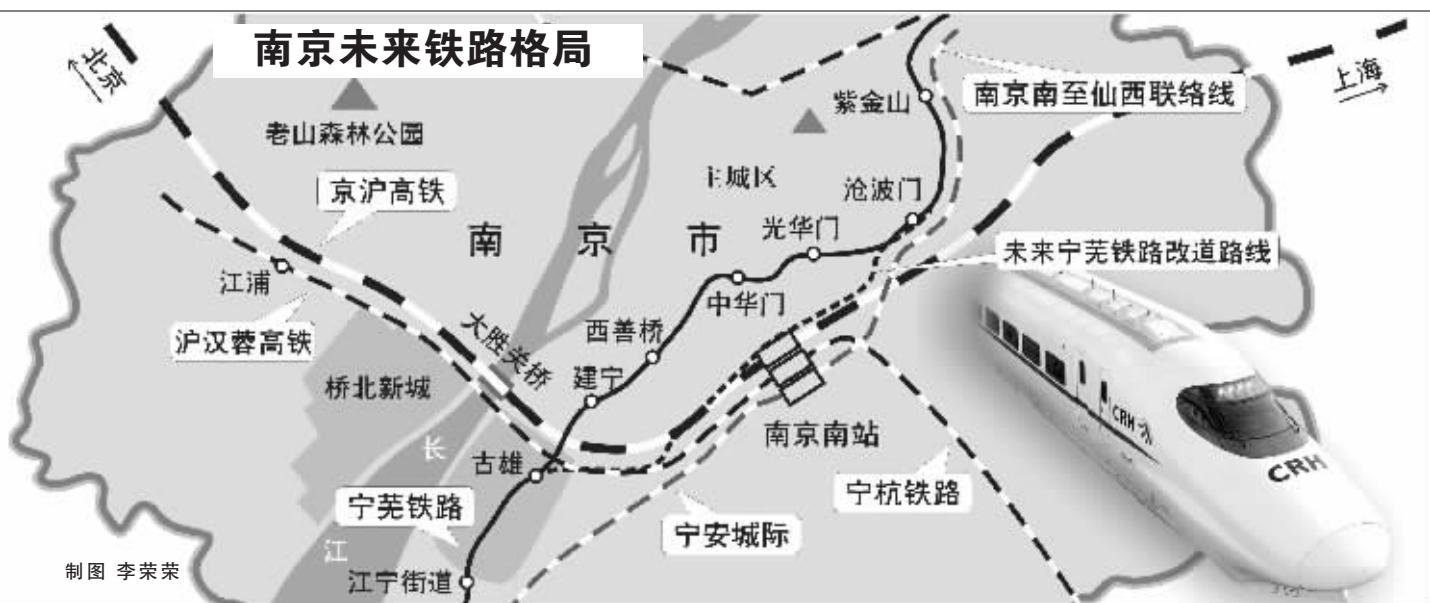 南京未来铁路格局
北京
上海
老山森林公园
紫金山
南京南至仙西联络线
京沪高铁
主城区
沧波门
南京市
光华门
未来宁芜铁路改道路线
江浦
中华门
沪汉蓉高铁
大胜关桥
西善桥
桥北新城
建宁
南京南站
长江
古雄
宁芜铁路
宁杭铁路
宁安城际
江宁街道
制图 李荣荣
CRH
CRH